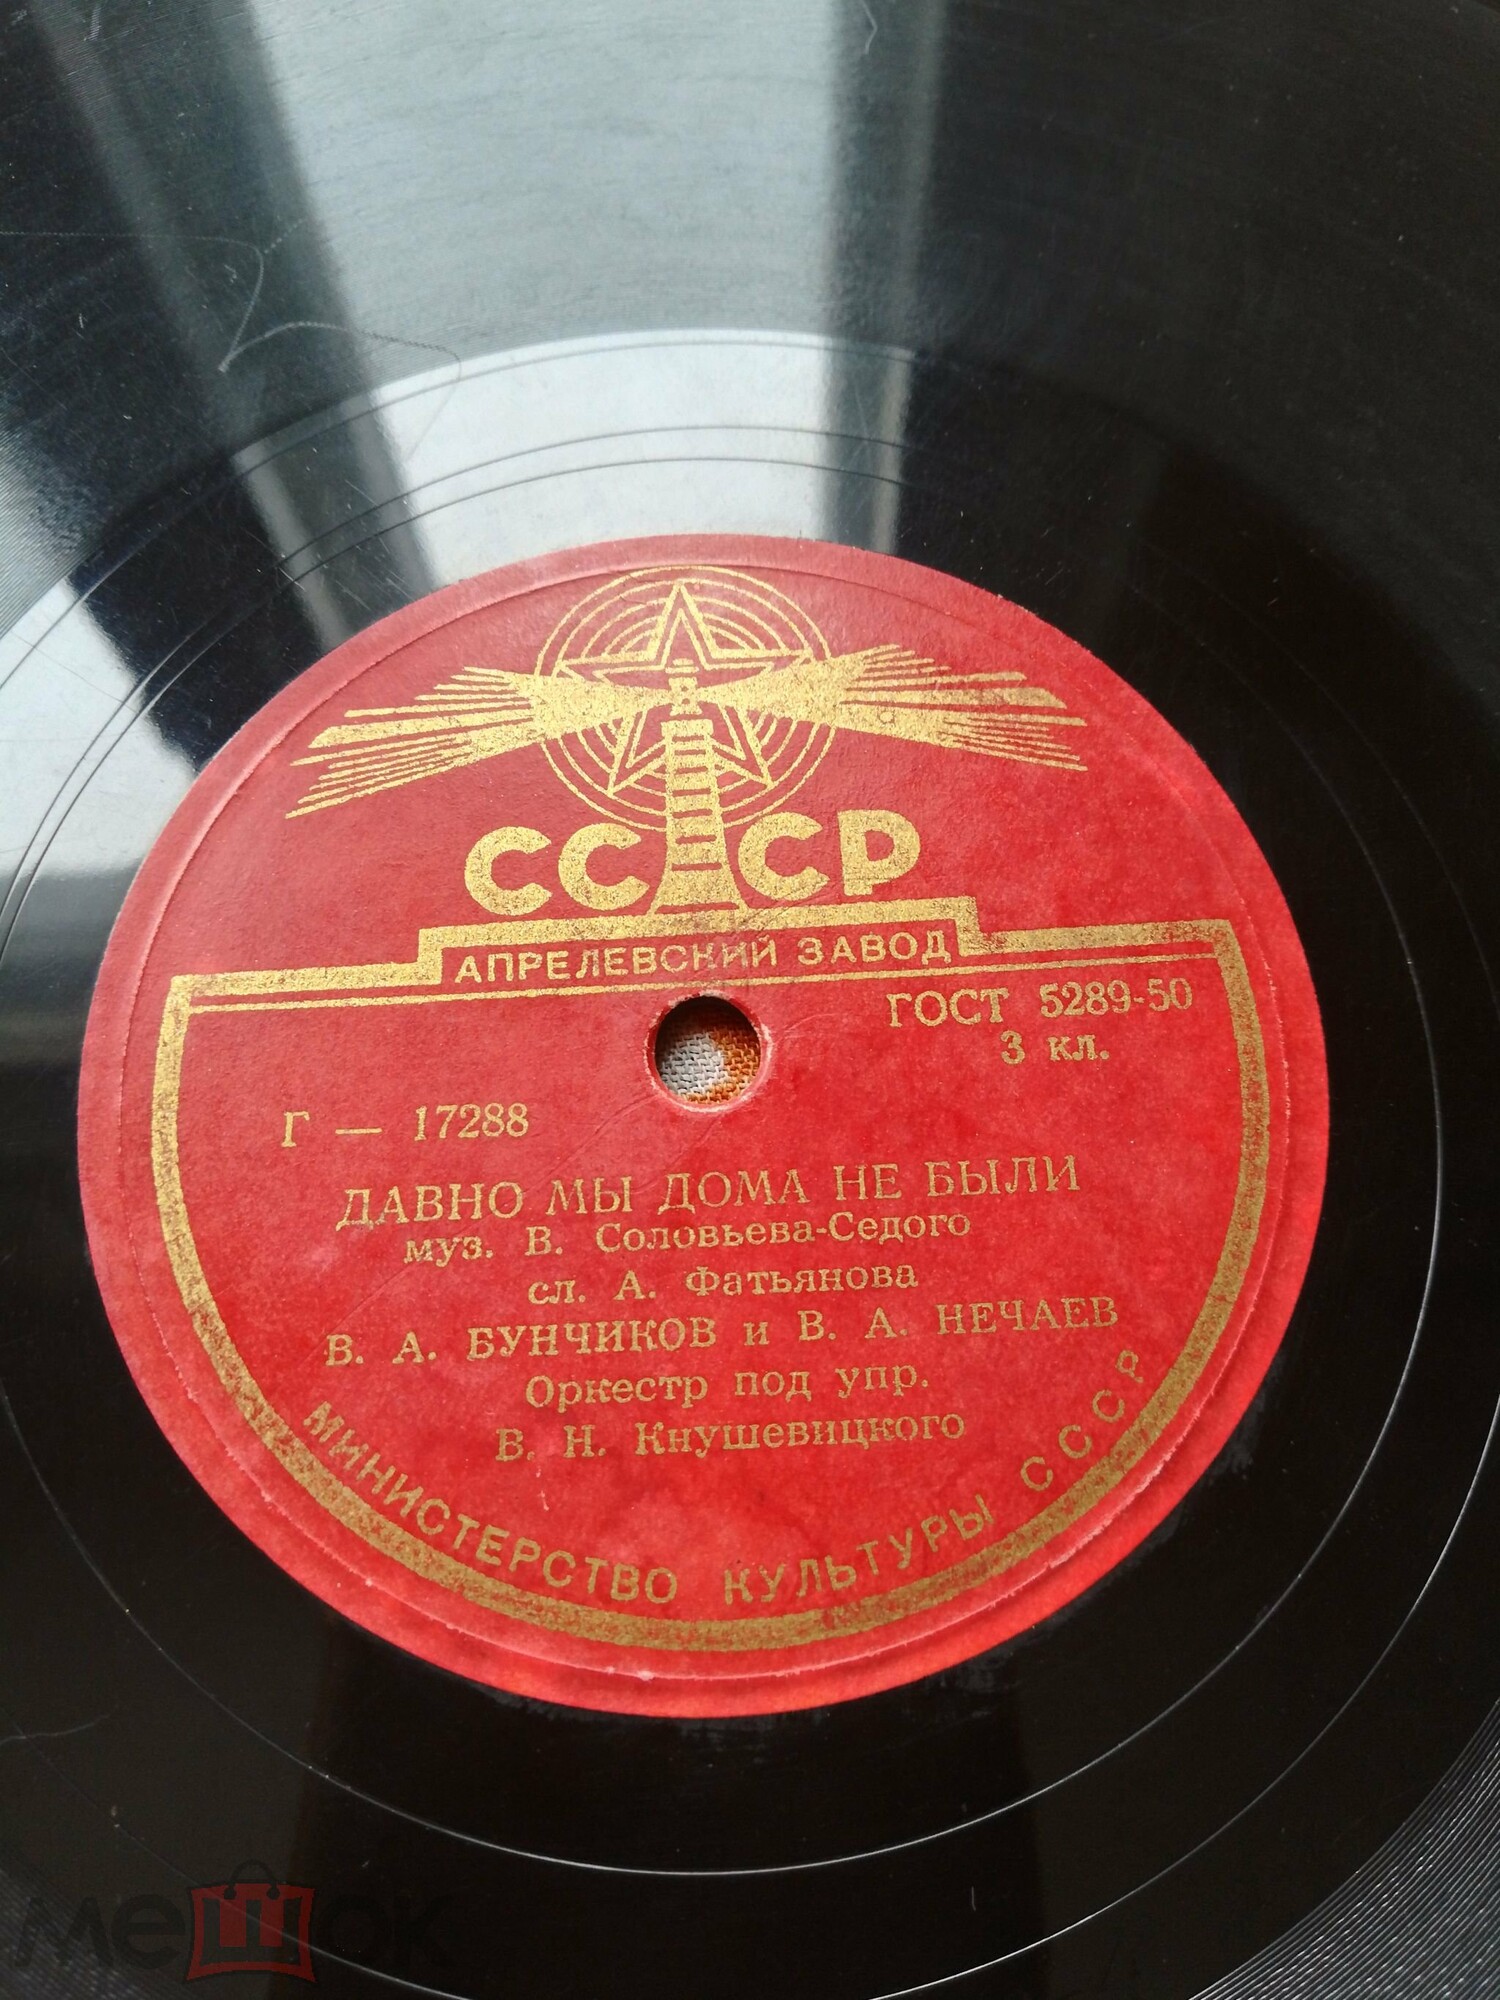 СССР
АПРЕЛЕВСКИЙ ЗАВОД
ГОСТ 5289-50
3 кл.
Г — 17288
ДАВНО МЫ ДОМА НЕ БЫЛИ
муз. В. Соловьева-Седого
сл. А. Фатьянова
В. А. БУНЧИКОВ и В. А. НЕЧАЕВ
Оркестр под упр.
В. Н. Кнушевицкого
МИНИСТЕРСТВО КУЛЬТУРЫ СССР
мешок